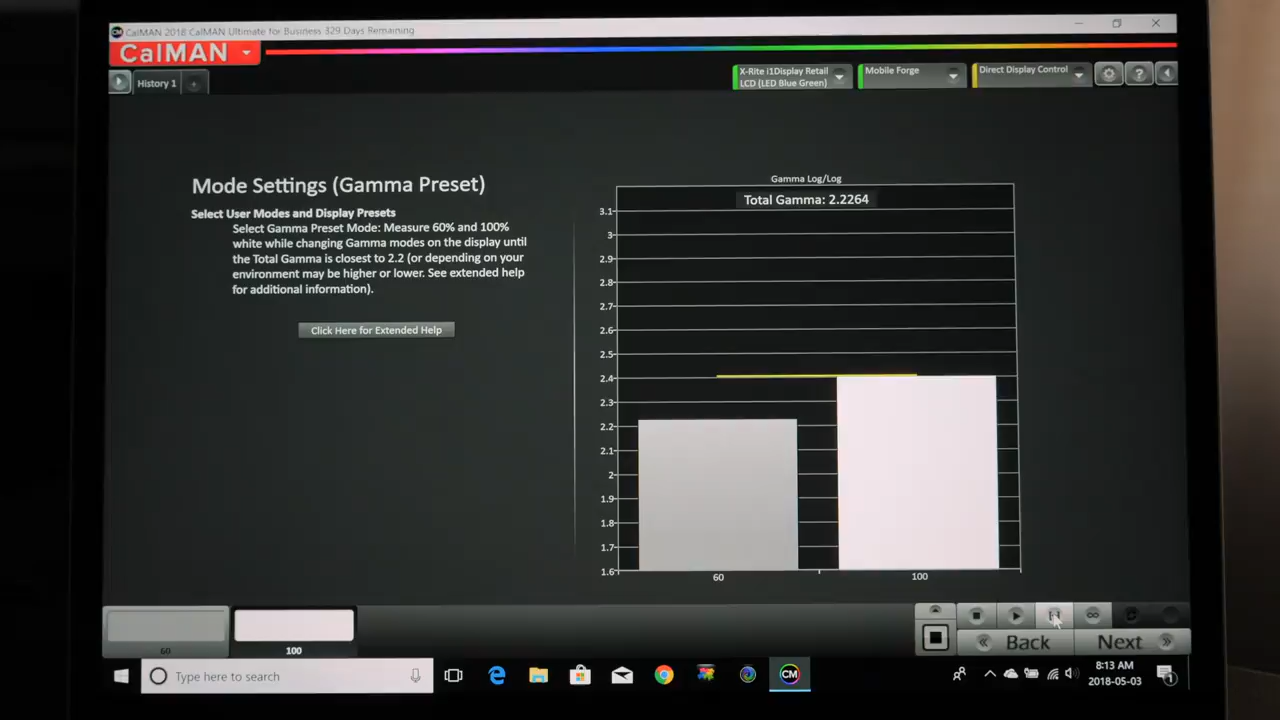 CalMAN 2018 CalMAN Ultimate for Business 329 Days Remaining
CalMAN
History 1
X-Rite i1Display Retail
LCD (LED Blue Green)
Mobile Forge
Direct Display Control
?
Mode Settings (Gamma Preset)
Select User Modes and Display Presets
Select Gamma Preset Mode: Measure 60% and 100%
white while changing Gamma modes on the display until
the Total Gamma is closest to 2.2 (or depending on your
environment may be higher or lower. See extended help
for additional information).
Click Here for Extended Help
Gamma Log/Log
Total Gamma: 2.2264
3.1
3
2.9
2.8
2.7
2.6
2.5
2.4
2.3
2.2
2.1
2
1.9
1.8
1.7
1.6
60
100
60
100
Back
Next
Type here to search
CM
8:13 AM
2018-05-03
1